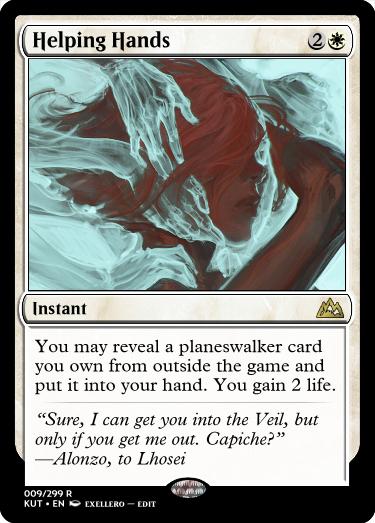 Helping Hands 2
Instant
You may reveal a planeswalker card
you own from outside the game and
put it into your hand. You gain 2 life.
“Sure, I can get you into the Veil, but
only if you get me out. Capiche?”
—Alonzo, to Lhosei
009/299 R
KUT • EN EXELLERO — EDIT